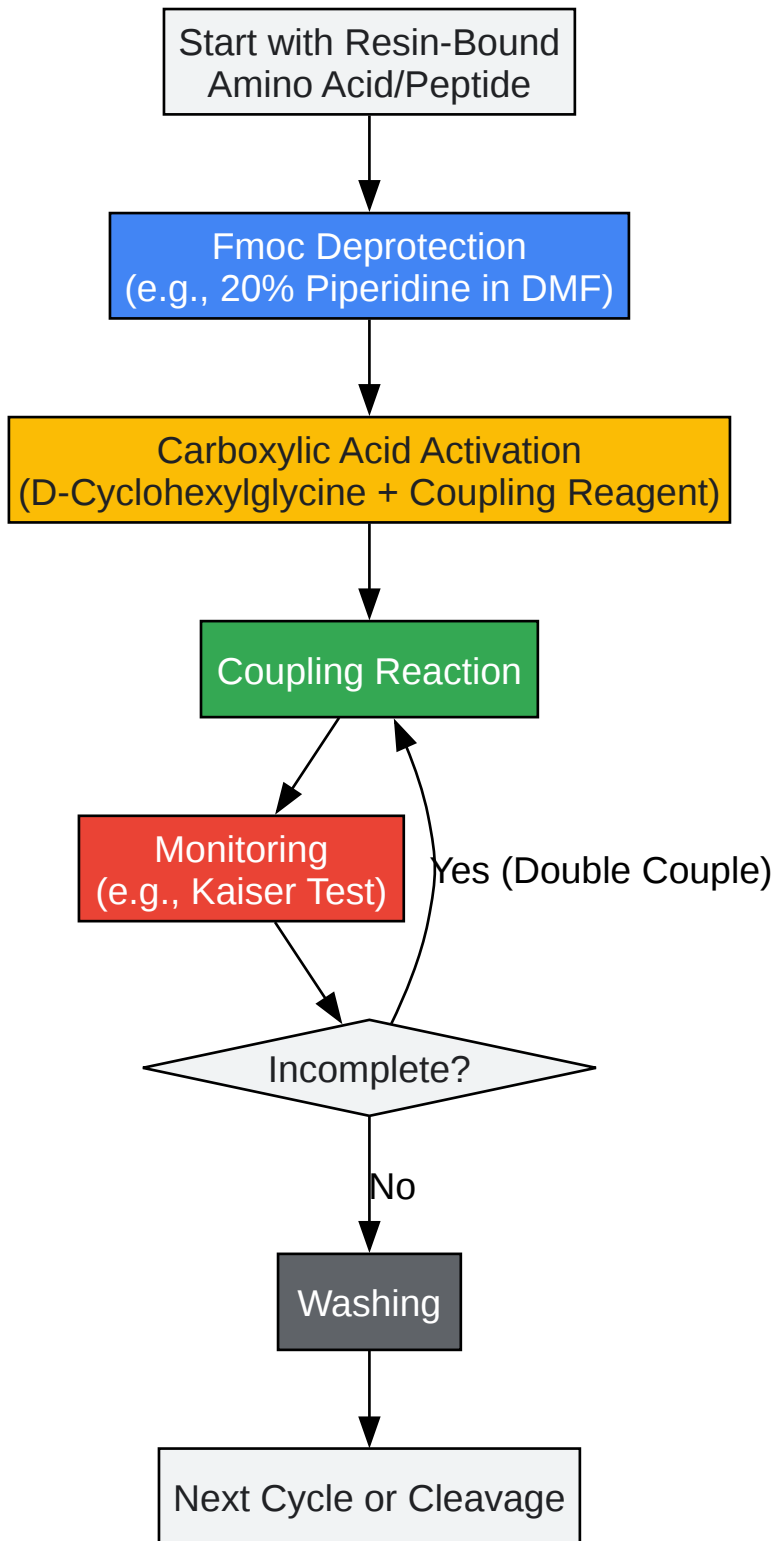 Start with Resin-Bound
Amino Acid/Peptide
Fmoc Deprotection
(e.g., 20% Piperidine in DMF)
Carboxylic Acid Activation
(D-Cyclohexylglycine + Coupling Reagent)
Coupling Reaction
Monitoring
(e.g., Kaiser Test)
Yes (Double Couple)
Incomplete?
No
Washing
Next Cycle or Cleavage